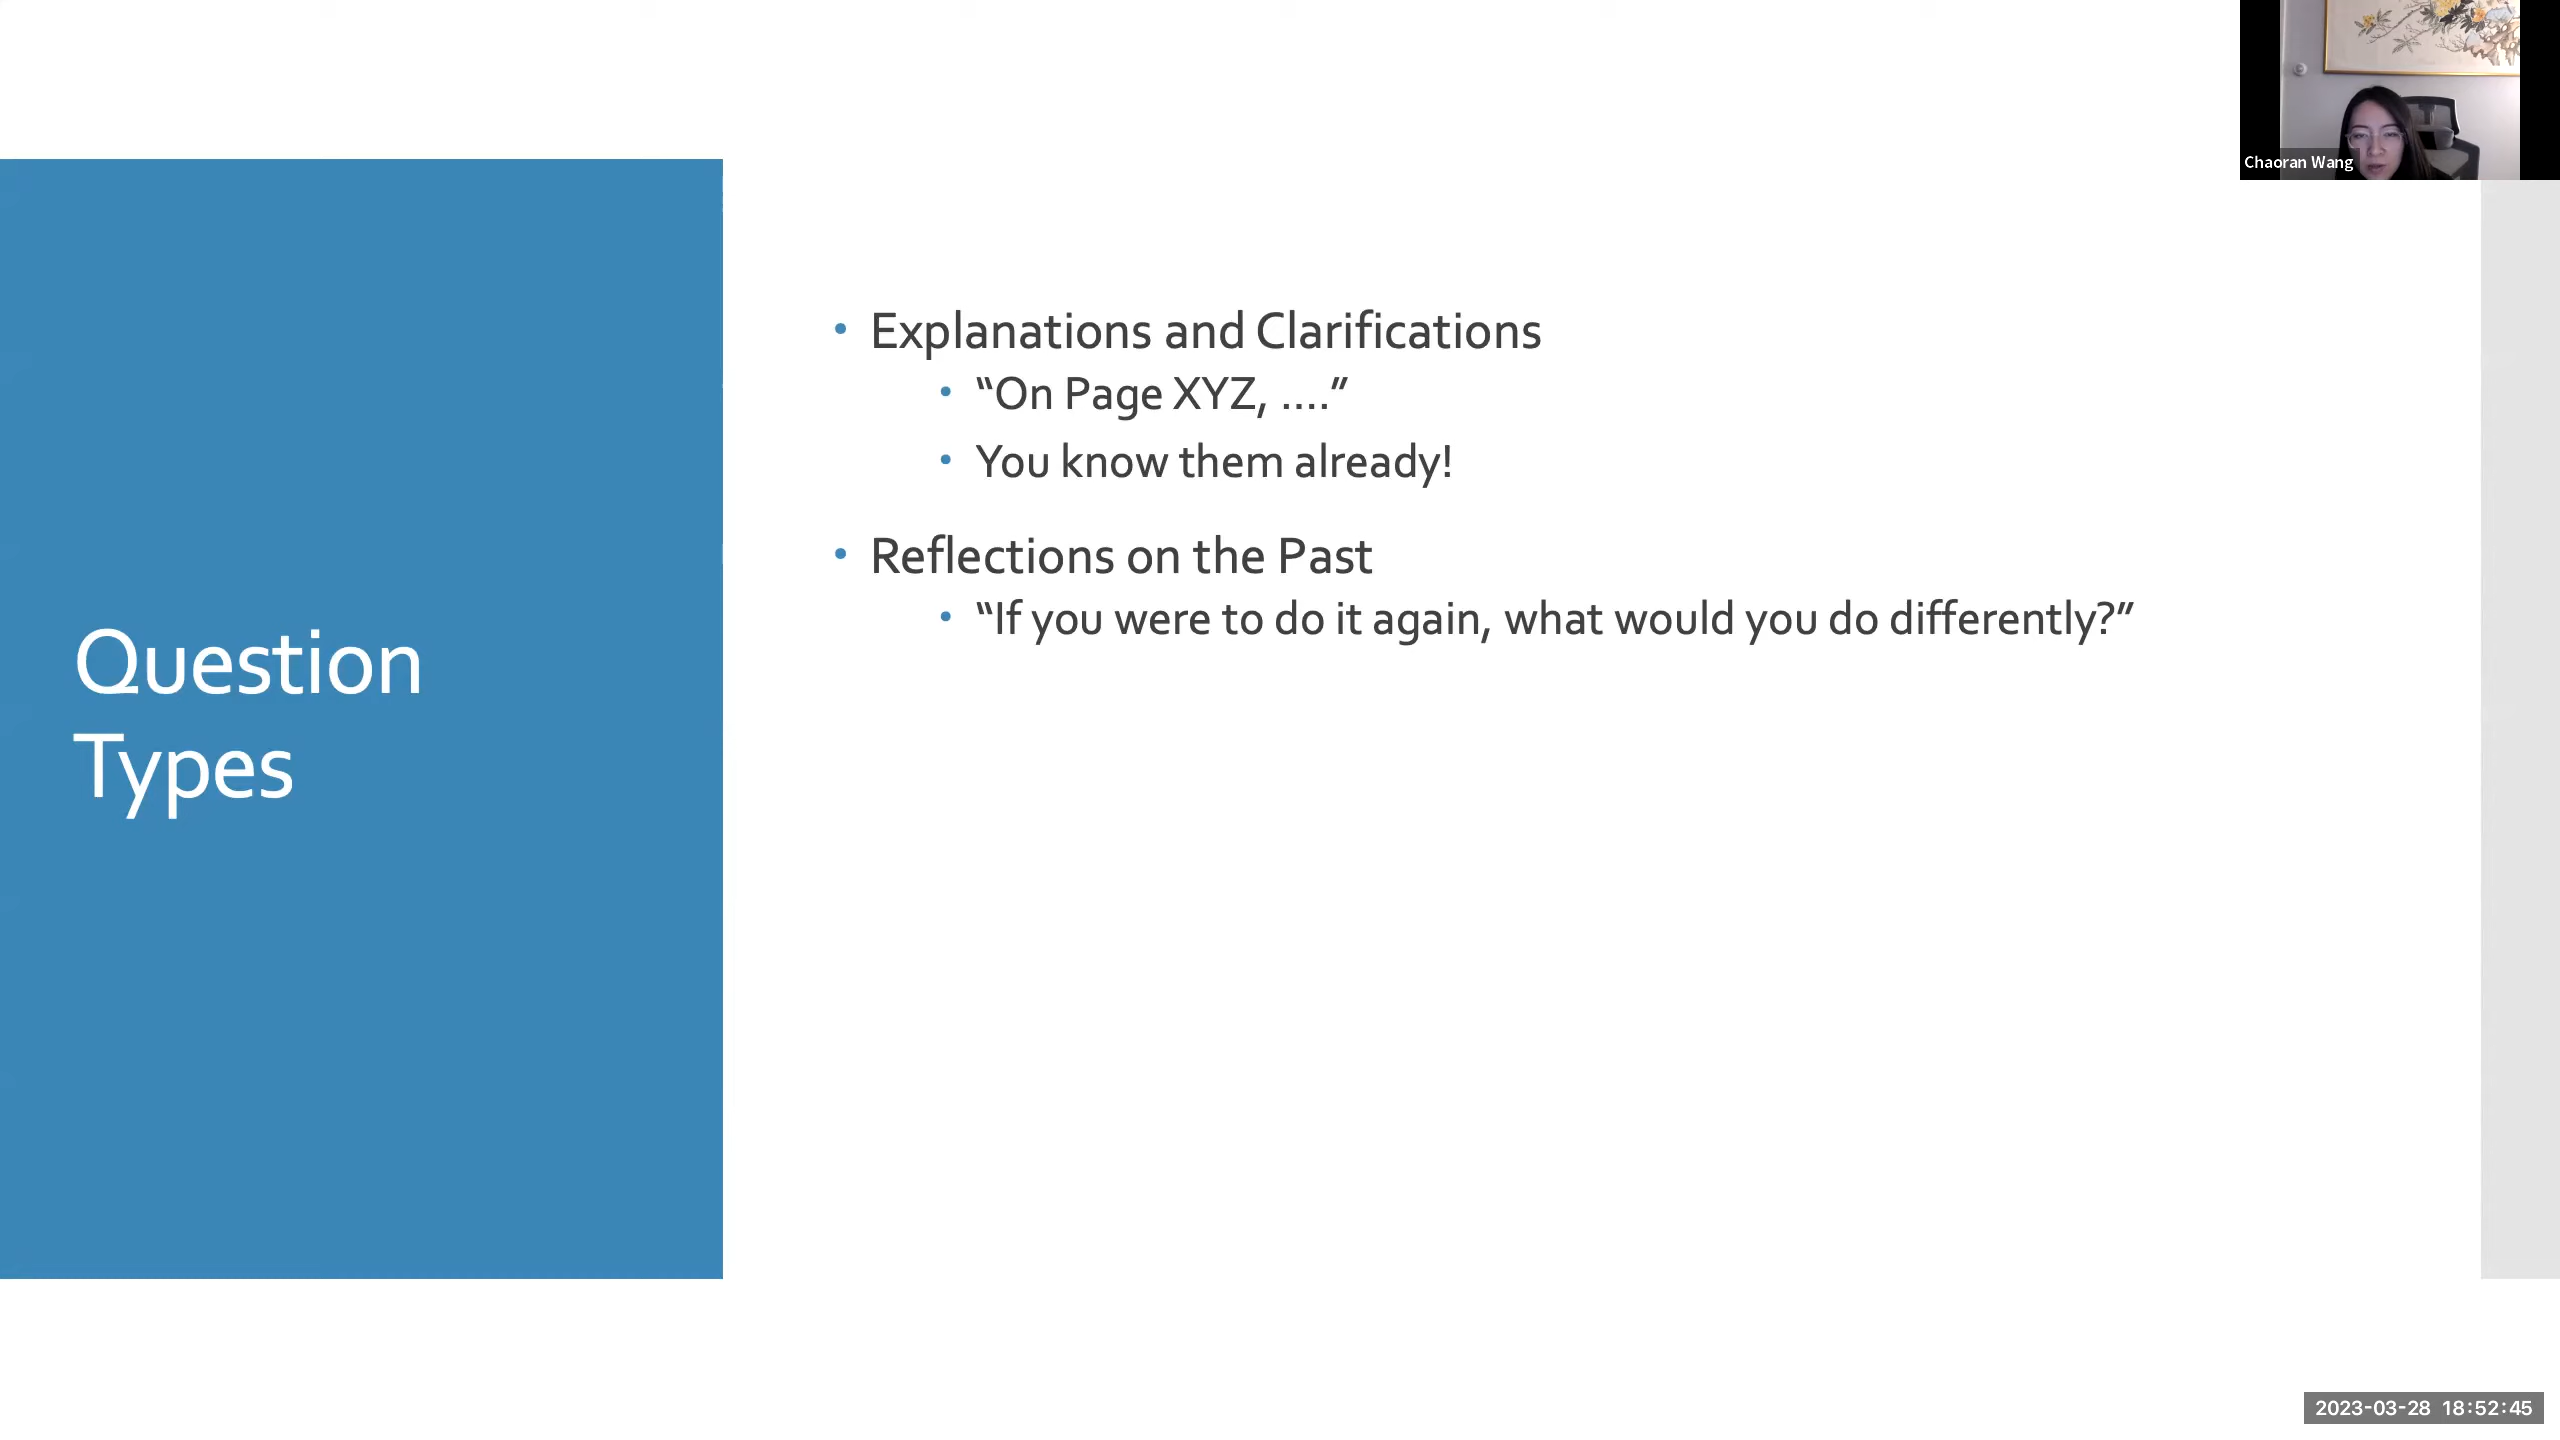 Chaoran Wang
Question
Types
• Explanations and Clarifications
• “On Page XYZ, ....”
• You know them already!
• Reflections on the Past
• “If you were to do it again, what would you do differently?”
2023-03-28 18:52:45